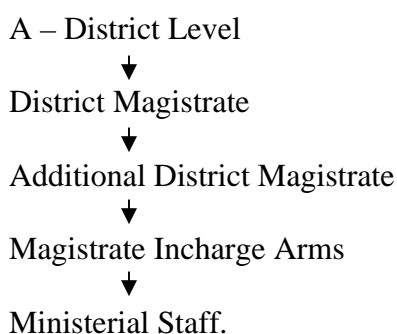 A – District Level
District Magistrate
Additional District Magistrate
Magistrate Incharge Arms
Ministerial Staff.